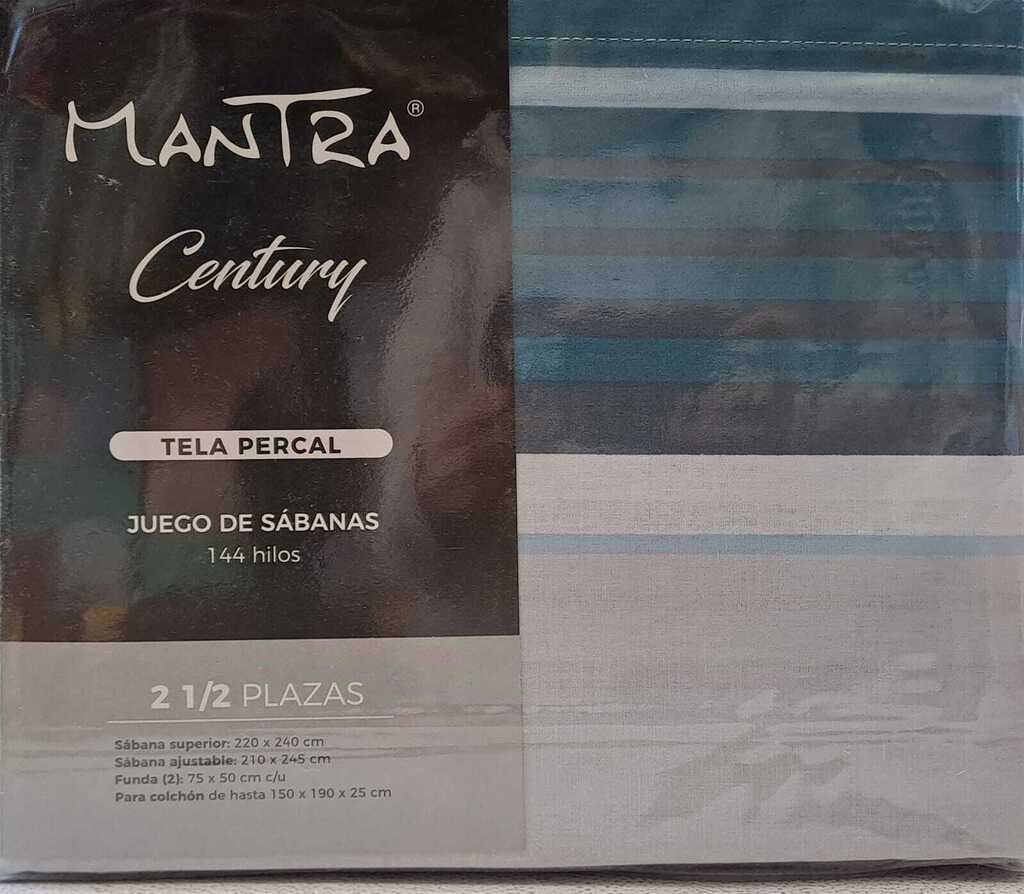 MANTRA®
Century
TELA PERCAL
JUEGO DE SÁBANAS
144 hilos
2 1/2 PLAZAS
Sábana superior: 220 x 240 cm
Sábana ajustable: 210 x 245 cm
Funda (2): 75 x 50 cm c/u
Para colchón de hasta 150 x 190 x 25 cm